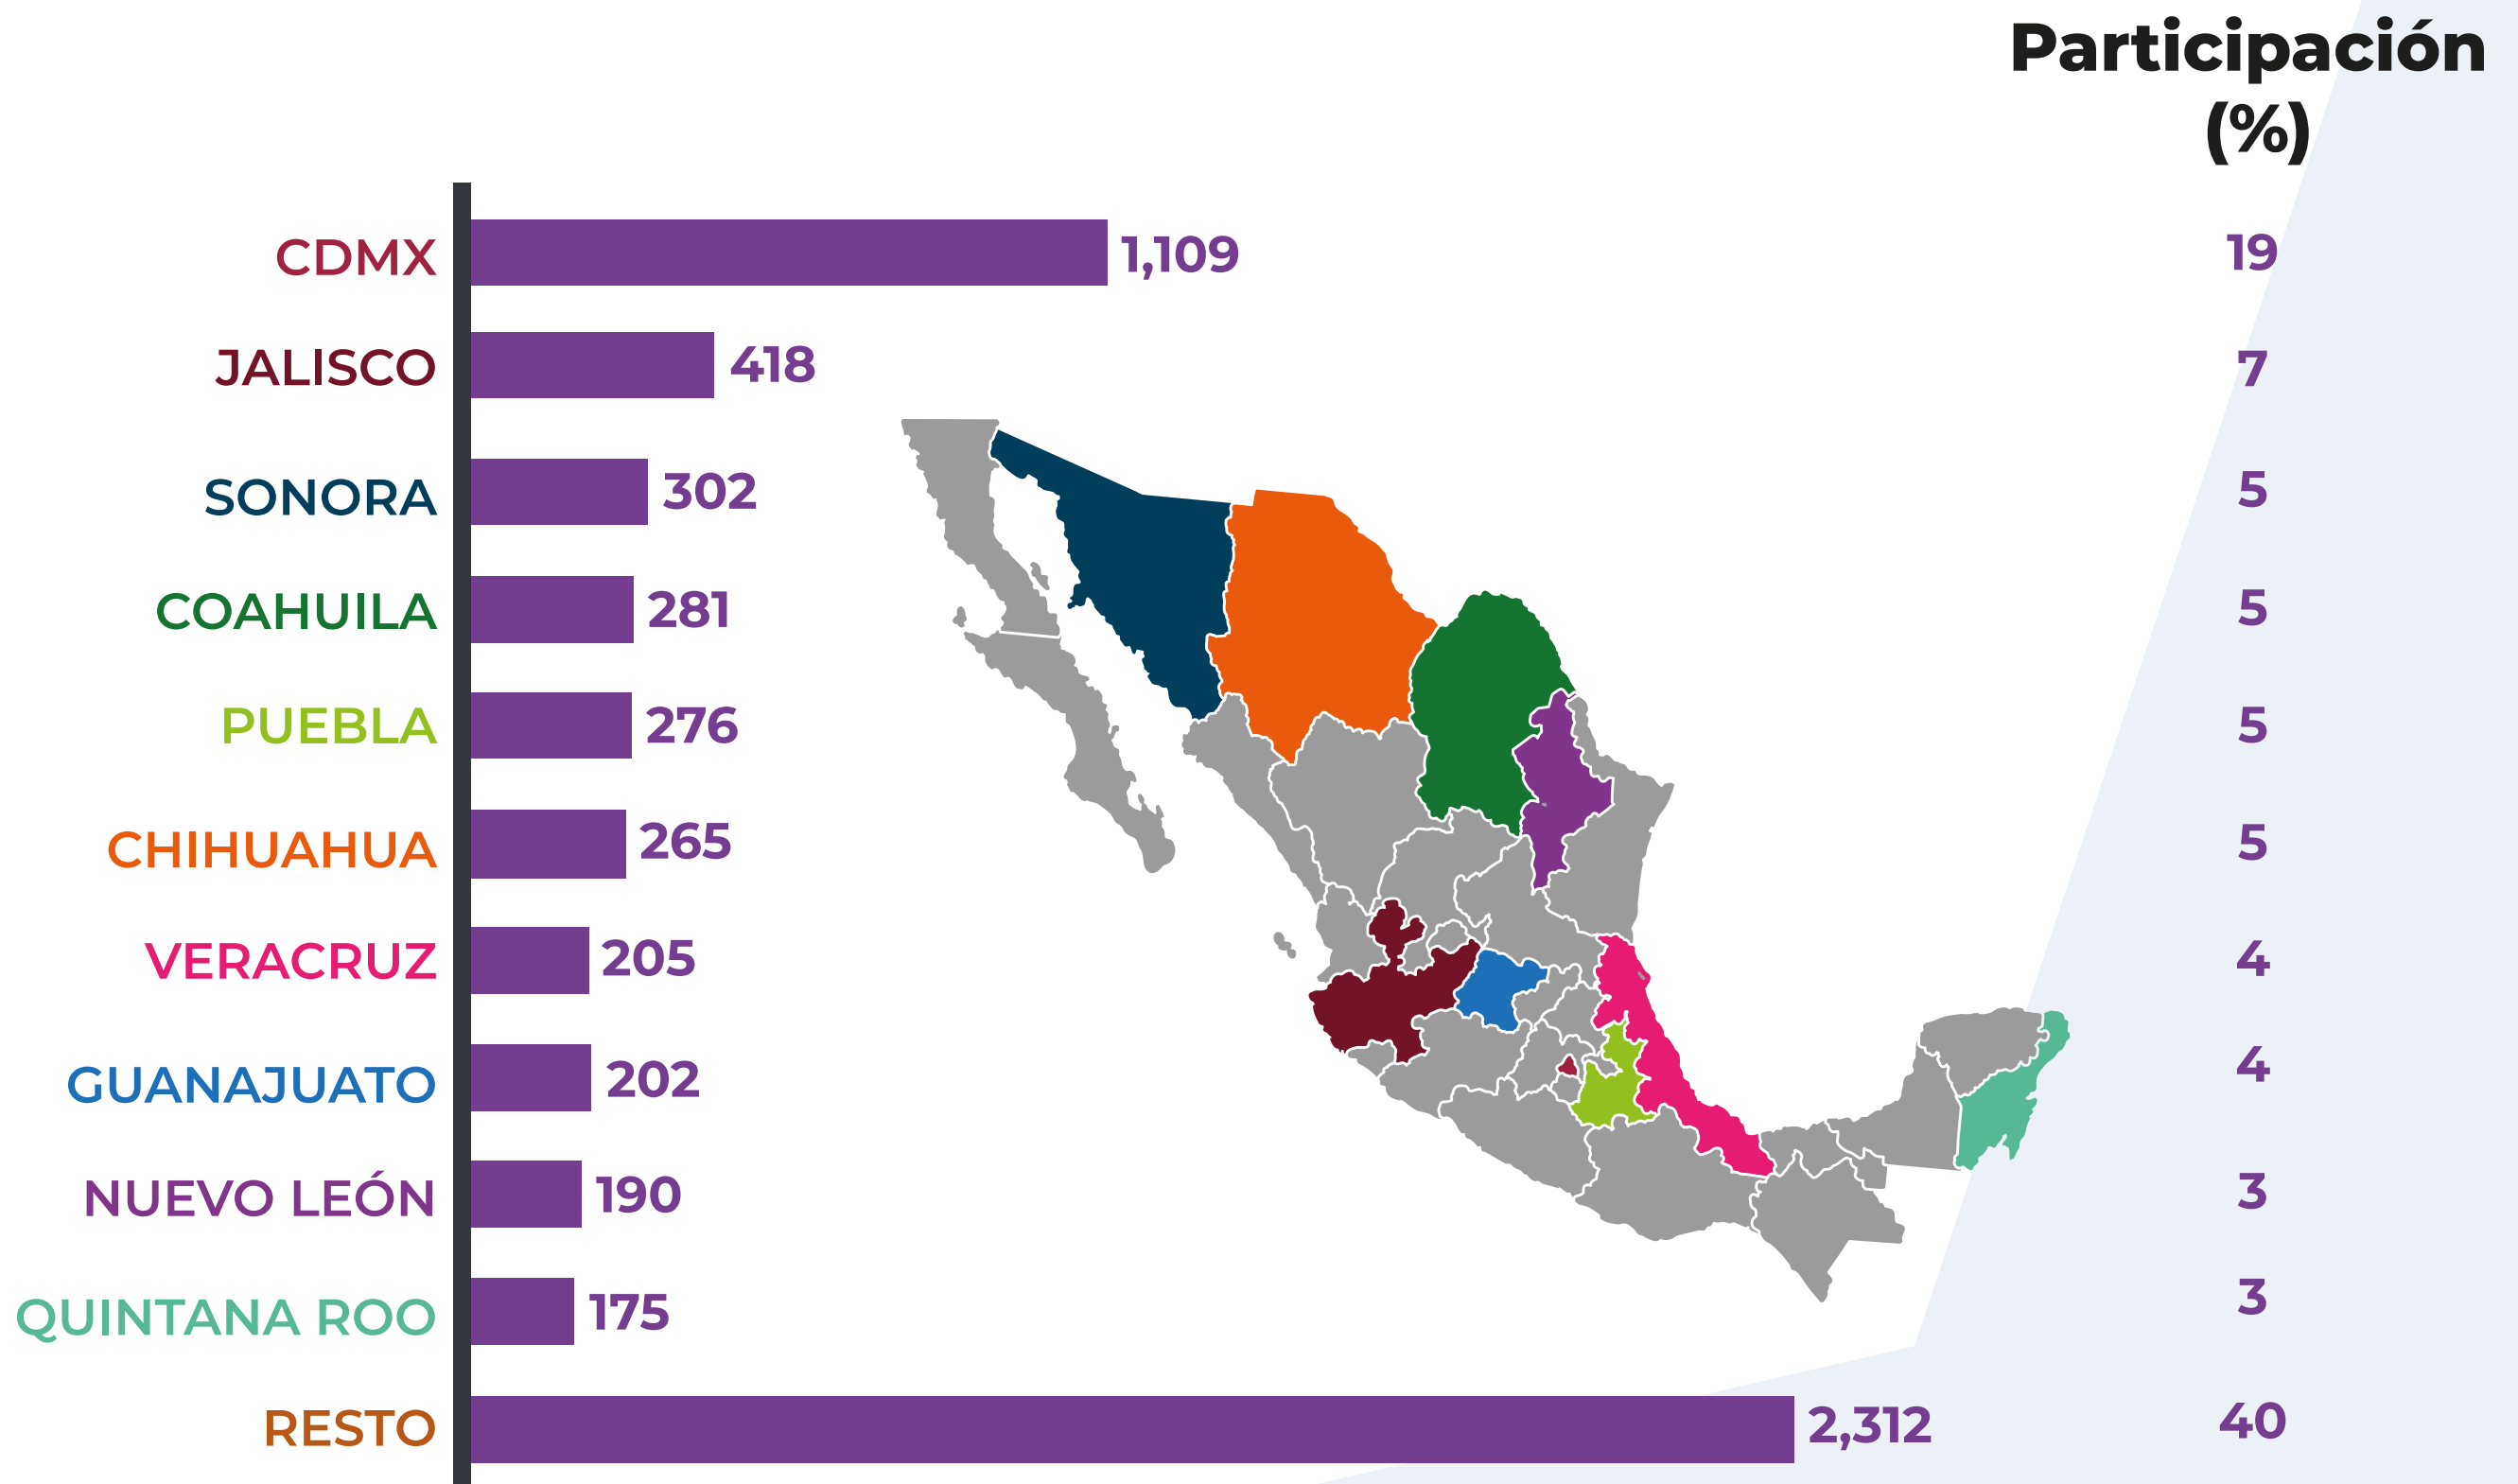 Participación
(%)
CDMX 1,109 19
JALISCO 418 7
SONORA 302 5
COAHUILA 281 5
PUEBLA 276 5
CHIHUAHUA 265 5
VERACRUZ 205 4
GUANAJUATO 202 4
NUEVO LEÓN 190 3
QUINTANA ROO 175 3
RESTO 2,312 40